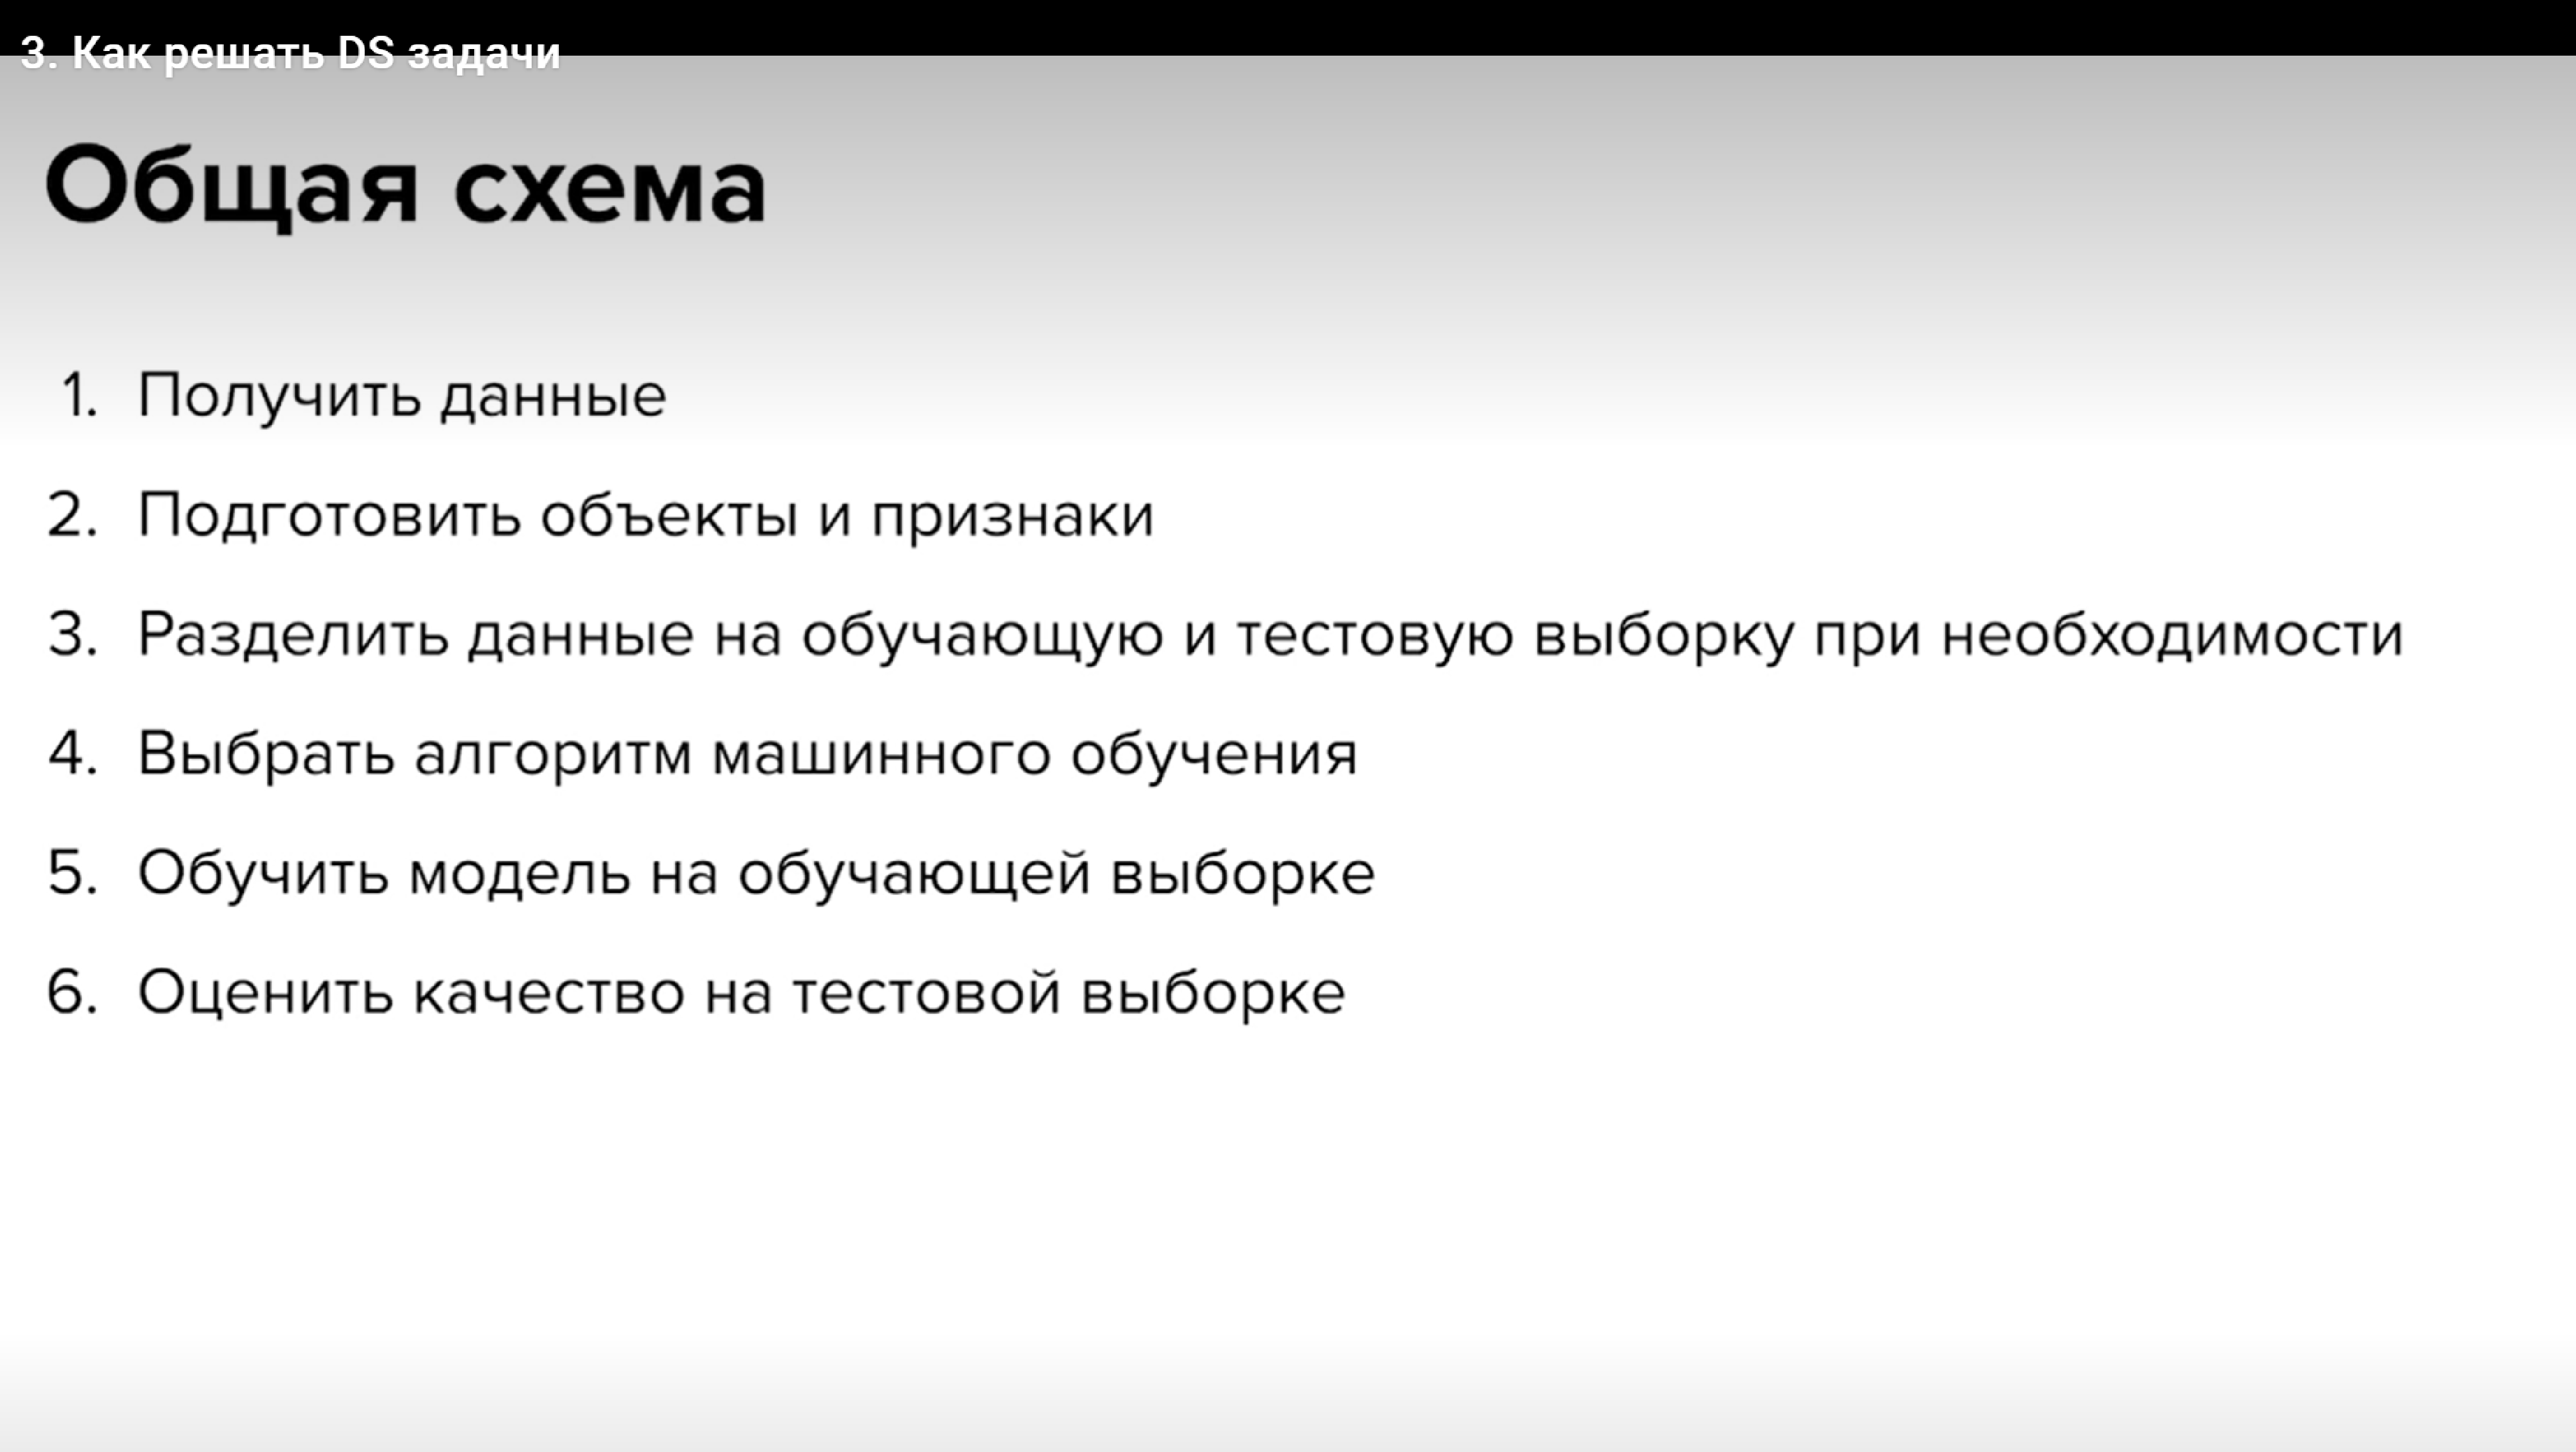 3. Как решать DS задачи
Общая схема
1. Получить данные
2. Подготовить объекты и признаки
3. Разделить данные на обучающую и тестовую выборку при необходимости
4. Выбрать алгоритм машинного обучения
5. Обучить модель на обучающей выборке
6. Оценить качество на тестовой выборке